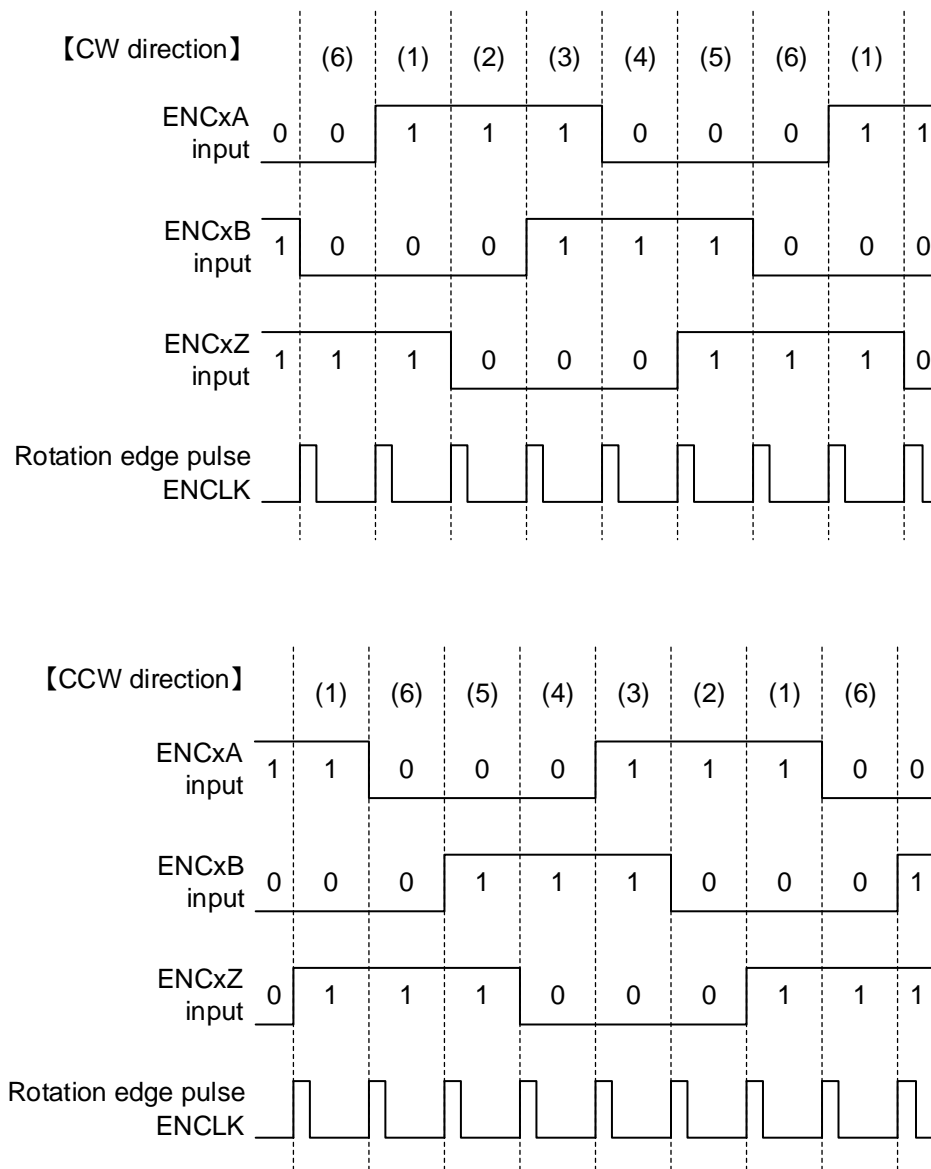 【CW direction】 (6) (1) (2) (3) (4) (5) (6) (1)
ENCxA
input
0 0 1 1 1 0 0 0 1 1
ENCxB
input
1 0 0 0 1 1 1 0 0 0
ENCxZ
input
1 1 1 0 0 0 1 1 1 0
Rotation edge pulse
ENCLK
【CCW direction】 (1) (6) (5) (4) (3) (2) (1) (6)
ENCxA
input
1 1 0 0 0 1 1 1 0 0
ENCxB
input
0 0 0 1 1 1 0 0 0 1
ENCxZ
input
0 1 1 1 0 0 0 1 1 1
Rotation edge pulse
ENCLK